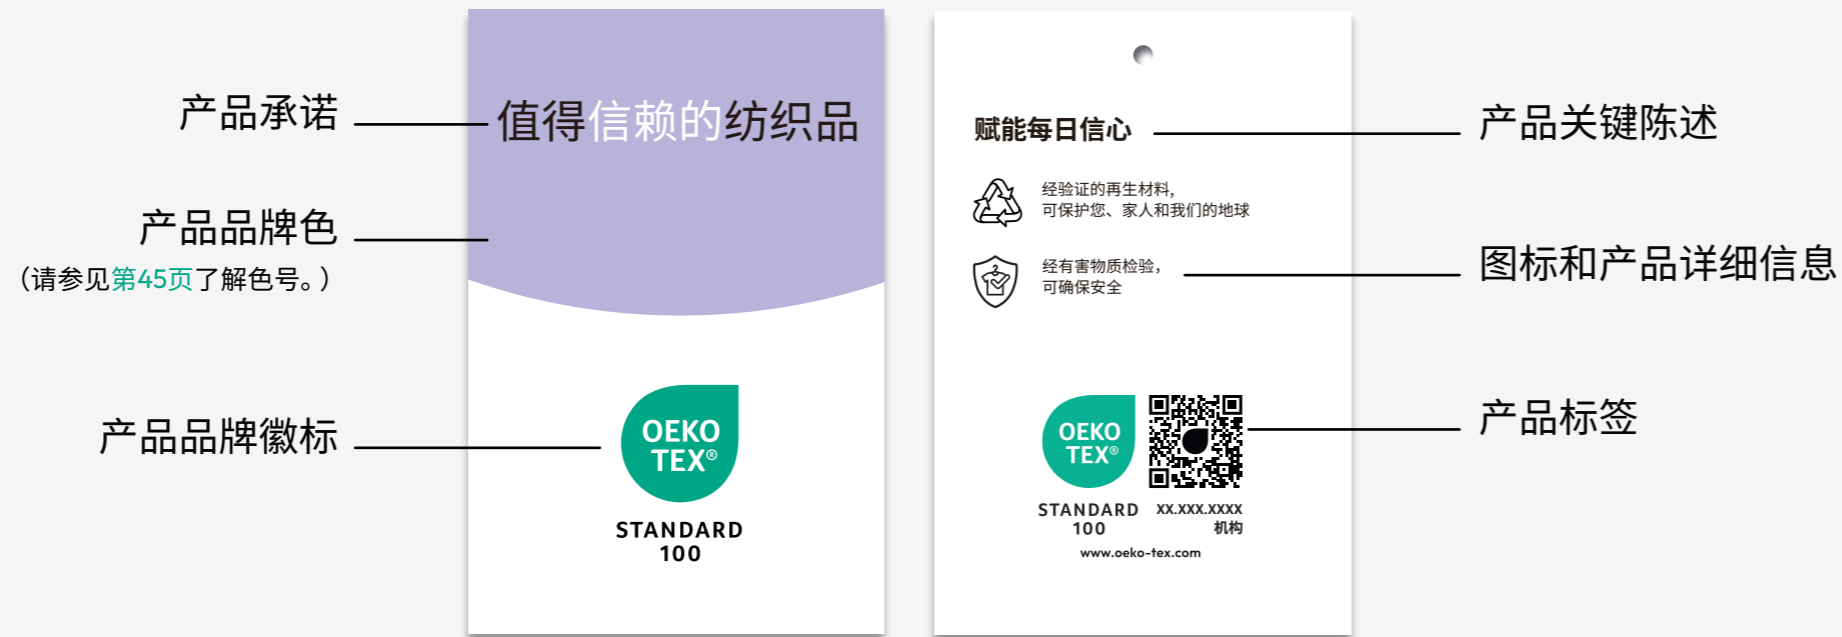 产品承诺
产品品牌色
（请参见第45页了解色号。）
产品品牌徽标
值得信赖的纺织品
OEKO
TEX®
STANDARD
100
赋能每日信心
经验证的再生材料,
可保护您、家人和我们的地球
经有害物质检验，
可确保安全
OEKO
TEX®
STANDARD
100
XX.XXX.XXXX
机构
www.oeko-tex.com
产品关键陈述
图标和产品详细信息
产品标签